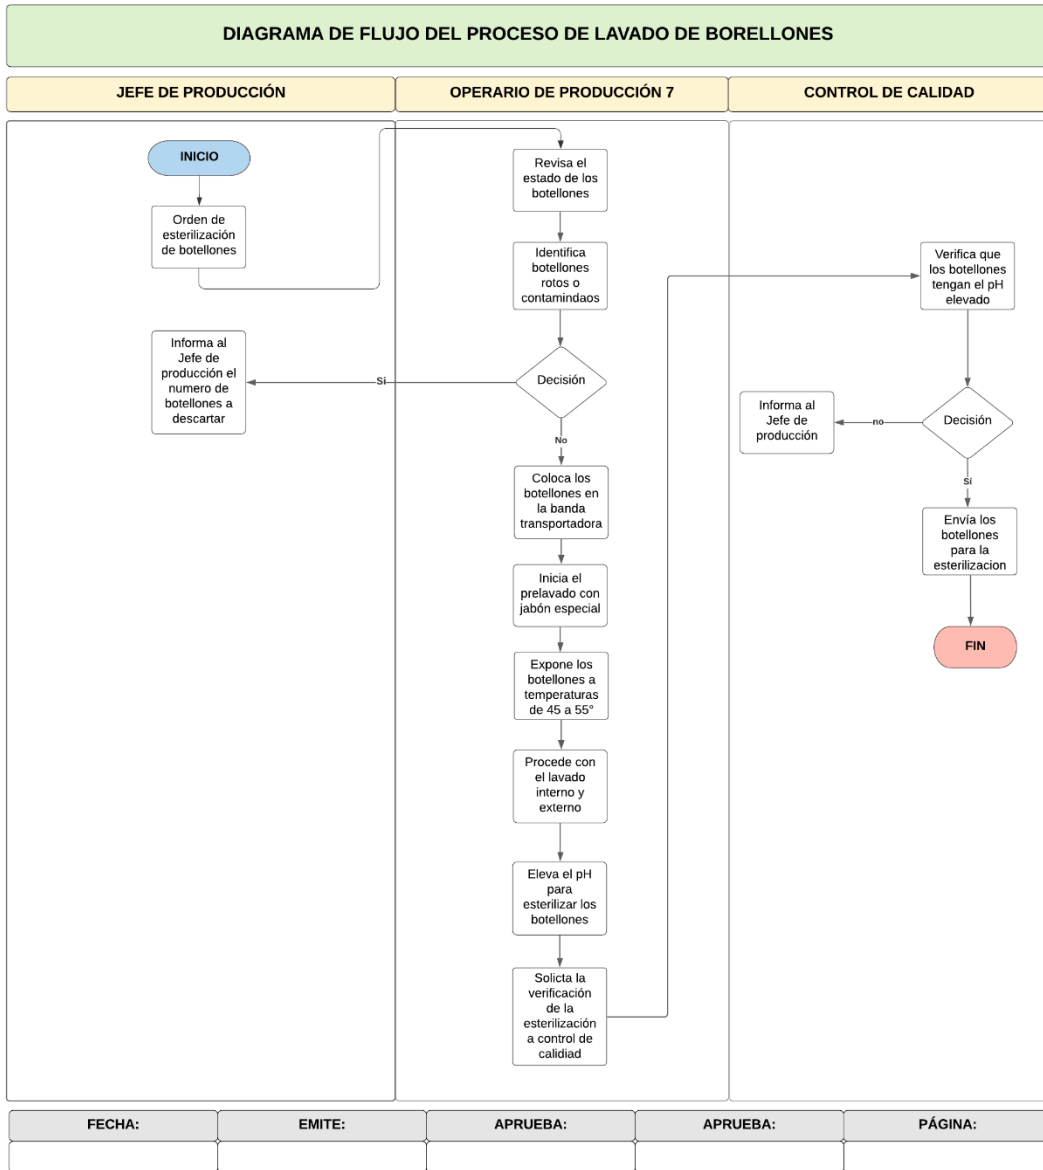 DIAGRAMA DE FLUJO DEL PROCESO DE LAVADO DE BORELLONES
JEFE DE PRODUCCIÓN
OPERARIO DE PRODUCCIÓN 7
CONTROL DE CALIDAD
INICIO
Orden de
esterilización
de botellones
Informa al
Jefe de
producción el
numero de
botellones a
descartar
Revisa el
estado de los
botellones
Identifica
botellones
rotos o
contamindaos
Decisión
Si
No
Coloca los
botellones en
la banda
transportadora
Inicia el
prelavado con
jabón especial
Expone los
botellones a
temperaturas
de 45 a 55°
Procede con
el lavado
interno y
externo
Eleva el pH
para
esterilizar los
botellones
Solicta la
verificación
de la
esterilización
a control de
calidiad
Verifica que
los botellones
tengan el pH
elevado
Decisión
no
Informa al
Jefe de
producción
Sí
Envía los
botellones
para la
esterilizacion
FIN
FECHA:
EMITE:
APRUEBA:
APRUEBA:
PÁGINA: